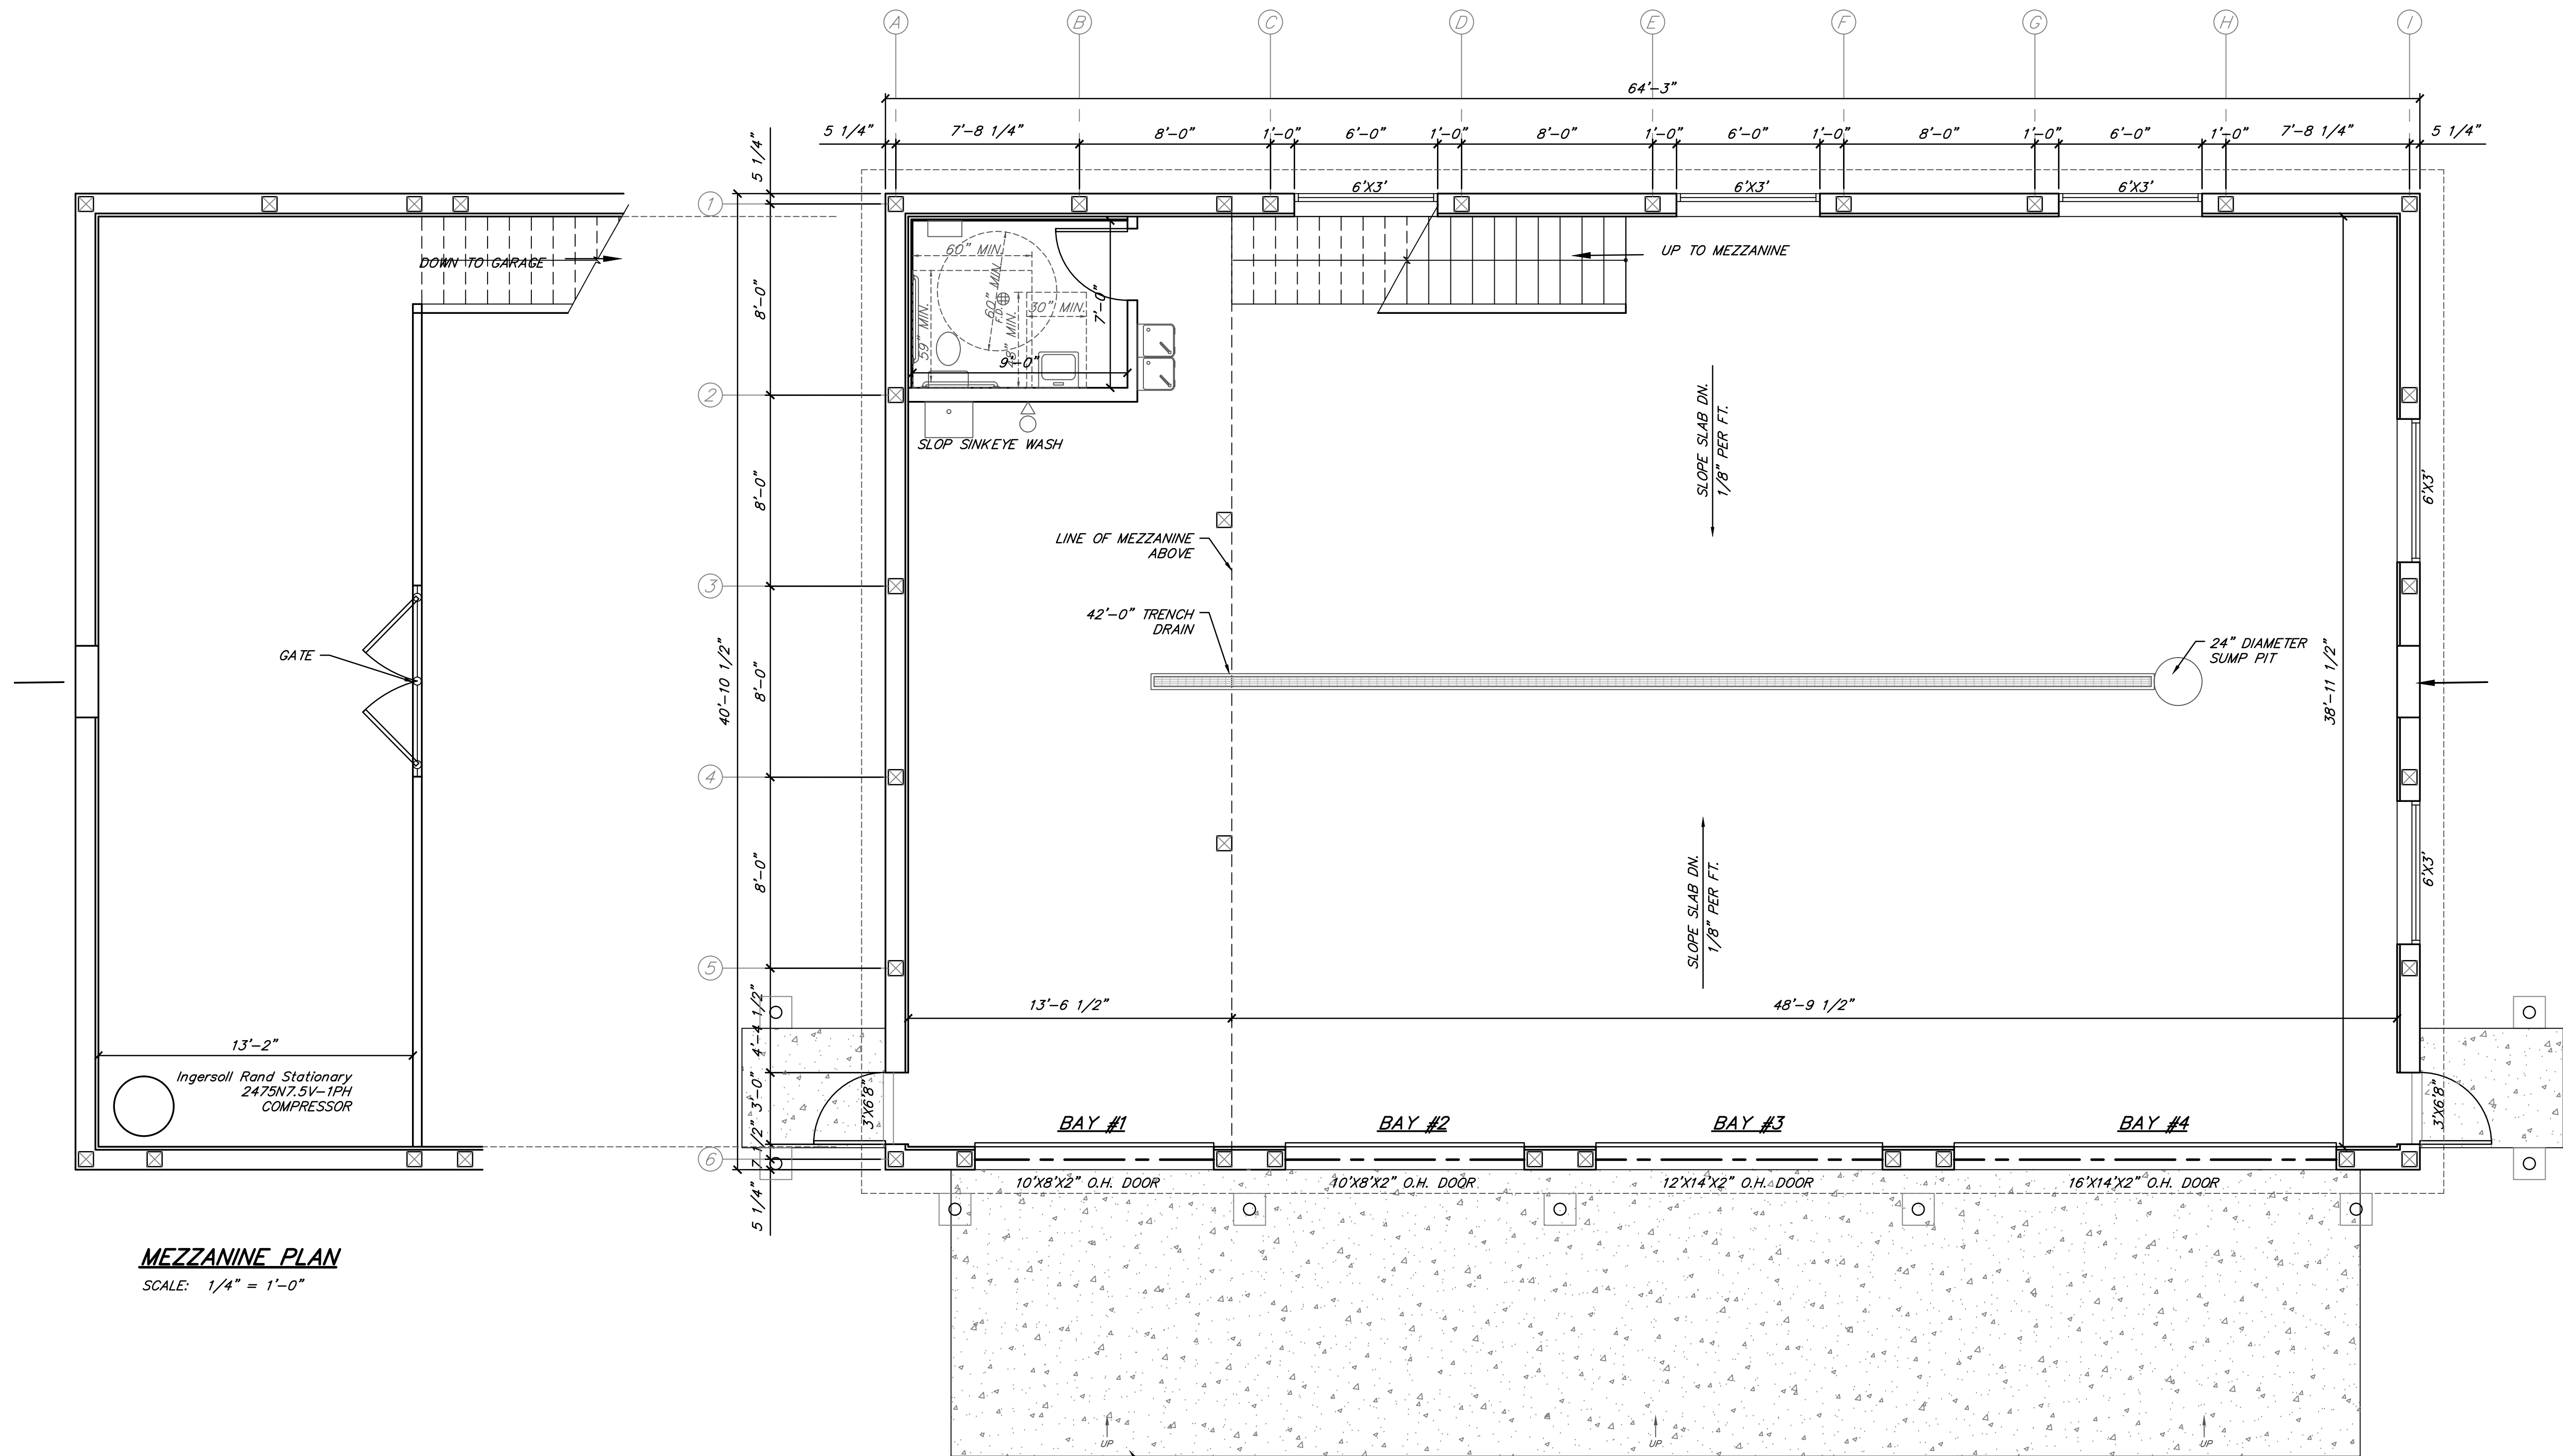 A
B
C
D
E
F
G
H
I
64'-3"
5 1/4"
7'-8 1/4"
8'-0"
1'-0"
6'-0"
1'-0"
8'-0"
1'-0"
6'-0"
1'-0"
8'-0"
1'-0"
6'-0"
1'-0"
7'-8 1/4"
5 1/4"
6'X3'
6'X3'
6'X3'
DOWN TO GARAGE
GATE
13'-2"
Ingersoll Rand Stationary
2475N7.5V-1PH
COMPRESSOR
MEZZANINE PLAN
SCALE: 1/4" = 1'-0"
1
2
3
4
5
6
40'-10 1/2"
5 1/4"
8'-0"
8'-0"
8'-0"
8'-0"
4'-4 1/2"
3'-0"
7 1/2"
5 1/4"
60" MIN.
60" MIN.
F.D.
30" MIN.
59" MIN.
48" MIN.
7'-0"
9'-0"
SLOP SINK
EYE WASH
UP TO MEZZANINE
SLOPE SLAB DN.
1/8" PER FT.
LINE OF MEZZANINE
ABOVE
42'-0" TRENCH
DRAIN
24" DIAMETER
SUMP PIT
38'-11 1/2"
6'X3'
6'X3'
SLOPE SLAB DN.
1/8" PER FT.
13'-6 1/2"
48'-9 1/2"
3'X6'8"
3'X6'8"
BAY #1
BAY #2
BAY #3
BAY #4
10'X8'X2" O.H. DOOR
10'X8'X2" O.H. DOOR
12'X14'X2" O.H. DOOR
16'X14'X2" O.H. DOOR
UP
UP
UP